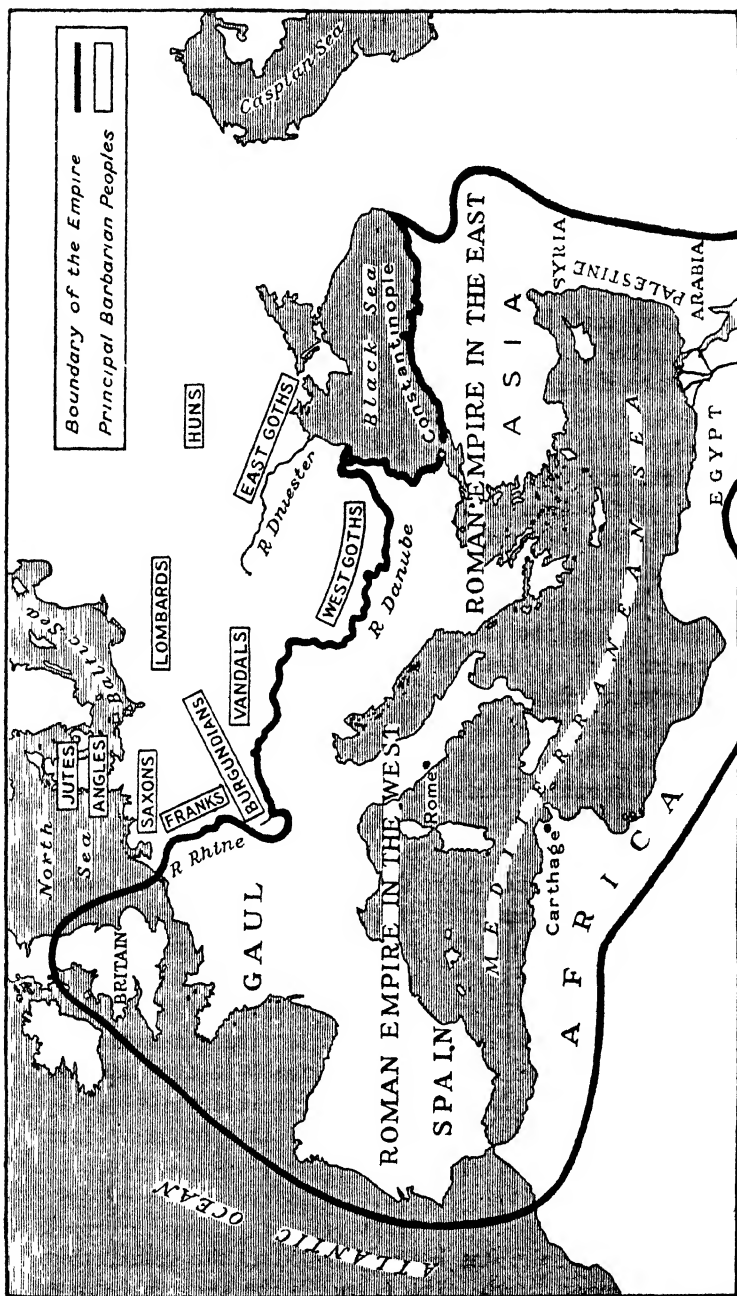 Boundary of the Empire
Principal Barbarian Peoples
North
Sea
Baltic Sea
JUTES
ANGLES
SAXONS
LOMBARDS
HUNS
FRANKS
BURGUNDIANS
VANDALS
EAST GOTHS
WEST GOTHS
R Dniester
R Danube
R Rhine
BRITAIN
GAUL
ATLANTIC
OCEAN
Caspian Sea
Black Sea
Constantinople
ROMAN EMPIRE IN THE WEST
ROMAN EMPIRE IN THE EAST
SPAIN
Rome
ASIA
SYRIA
PALESTINE
ARABIA
EGYPT
MEDITERRANEAN SEA
Carthage
AFRICA